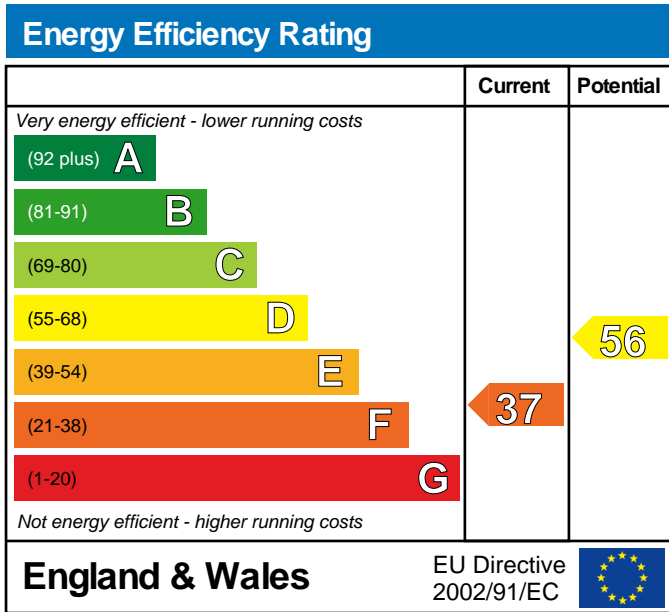 Energy Efficiency Rating
Current Potential
Very energy efficient - lower running costs
(92 plus) A
(81-91) B
(69-80) C
(55-68) D
56
(39-54) E
(21-38) F
37
(1-20) G
Not energy efficient - higher running costs
England & Wales
EU Directive
2002/91/EC